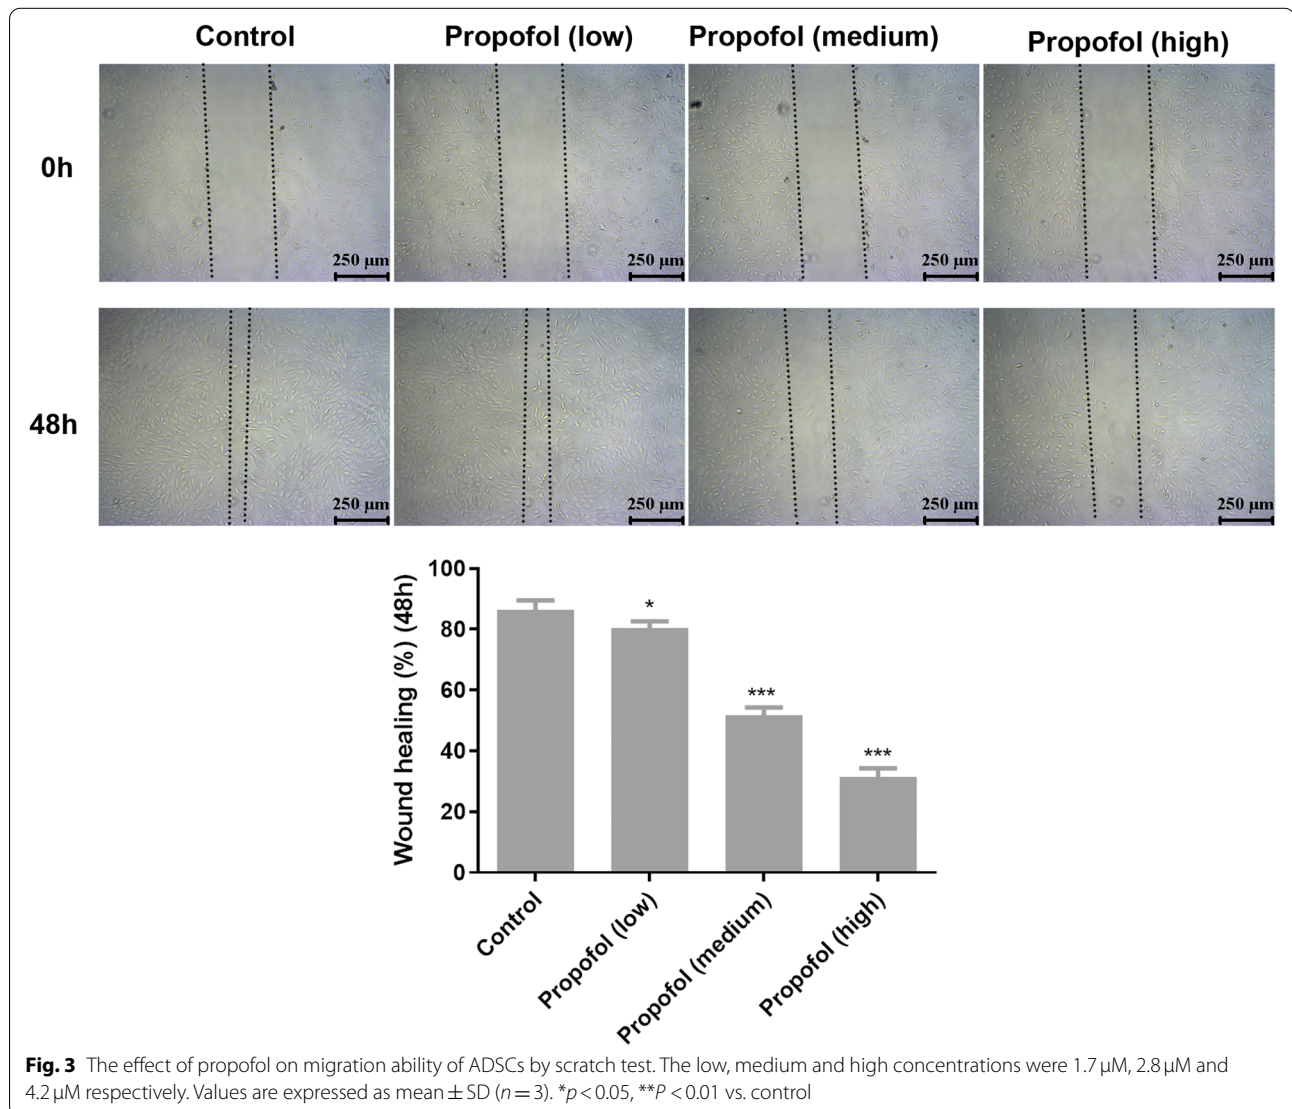 Control Propofol (low) Propofol (medium) Propofol (high)
0h
250 µm 250 µm 250 µm 250 µm
48h
250 µm 250 µm 250 µm 250 µm
Wound healing (%) (48h)
100
80
60
40
20
0
*
***
***
Control
Propofol (low)
Propofol (medium)
Propofol (high)
Fig. 3 The effect of propofol on migration ability of ADSCs by scratch test. The low, medium and high concentrations were 1.7 µM, 2.8 µM and
4.2 µM respectively. Values are expressed as mean ± SD (n = 3). *p < 0.05, **P < 0.01 vs. control